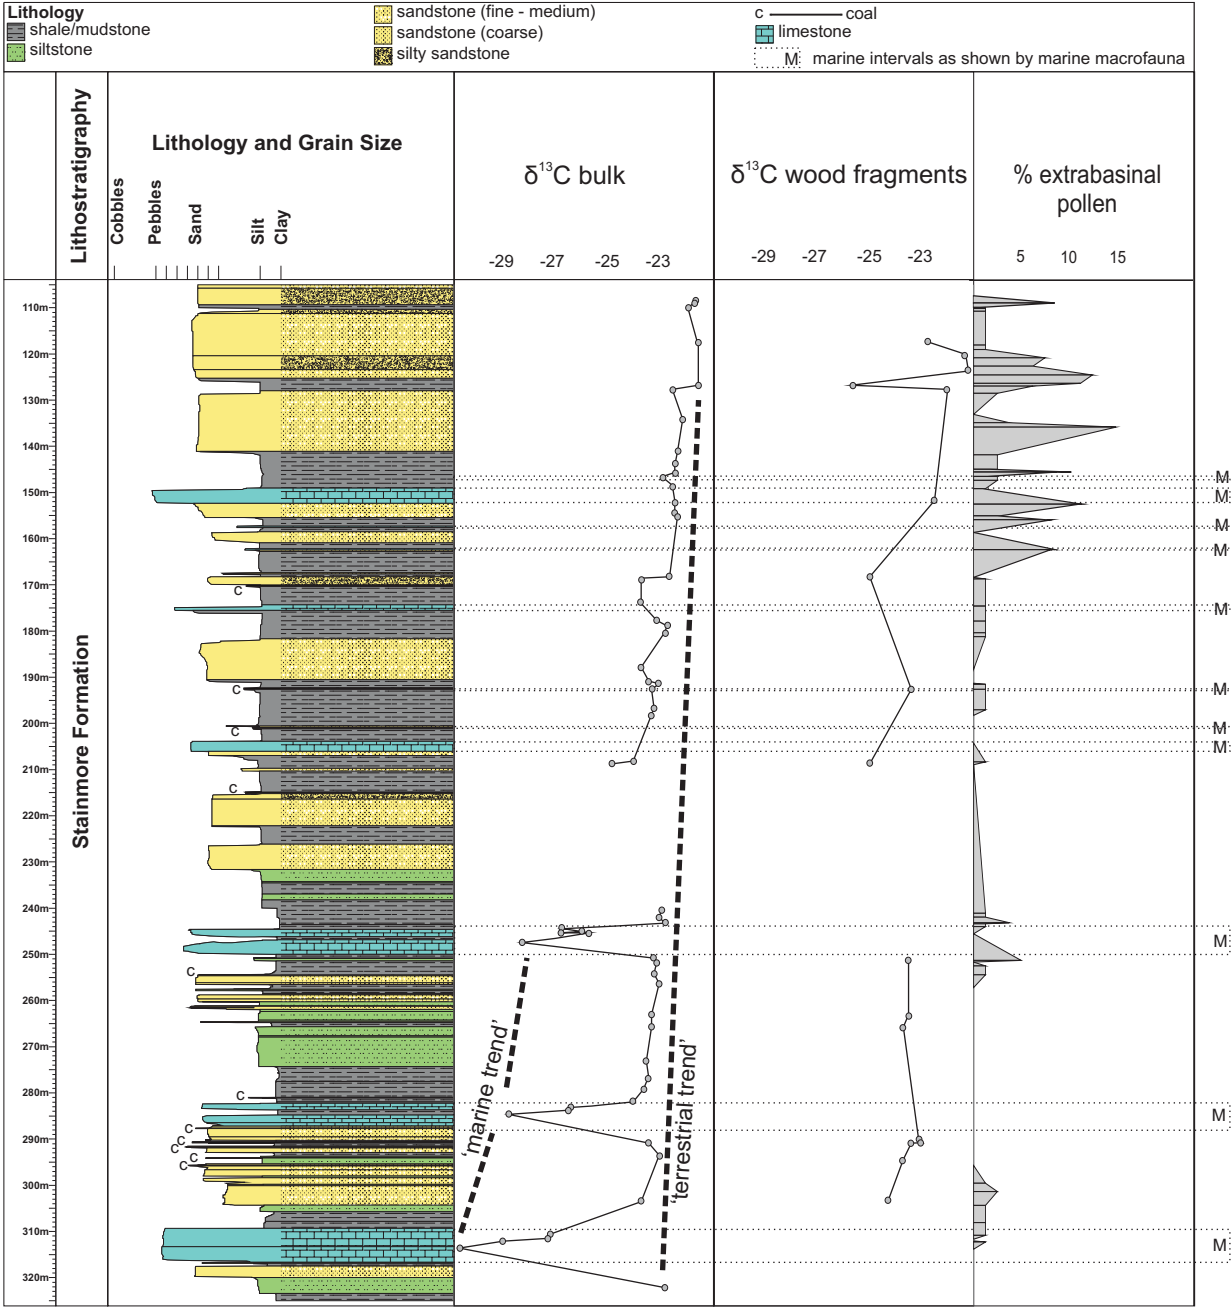 Lithology
shale/mudstone
siltstone
sandstone (fine - medium)
sandstone (coarse)
silty sandstone
c coal
limestone
M marine intervals as shown by marine macrofauna
Lithostratigraphy
Lithology and Grain Size
Cobbles
Pebbles
Sand
Silt
Clay
δ13C bulk
-29 -27 -25 -23
δ13C wood fragments
-29 -27 -25 -23
% extrabasinal
pollen
5 10 15
Stainmore Formation
110m
120m
130m
140m
150m
160m
170m
180m
190m
200m
210m
220m
230m
240m
250m
260m
270m
280m
290m
300m
310m
320m
c
c
c
c
c
c
c
c
c
c
'marine trend'
'terrestrial trend'
M
M
M
M
M
M
M
M
M
M
M